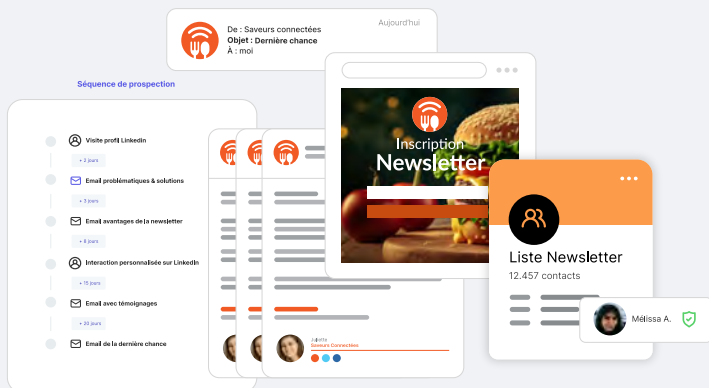 De : Saveurs connectées
Aujourd'hui
Objet : Dernière chance
À : moi
Séquence de prospection
Visite profil Linkedin
+ 2 jours
Email problématiques & solutions
+ 3 jours
Email avantages de la newsletter
+ 8 jours
Interaction personnalisée sur LinkedIn
+ 15 jours
Email avec témoignages
+ 20 jours
Email de la dernière chance
Juliette
Saveurs Connectées
Inscription
Newsletter
Liste Newsletter
12.457 contacts
Mélissa A.